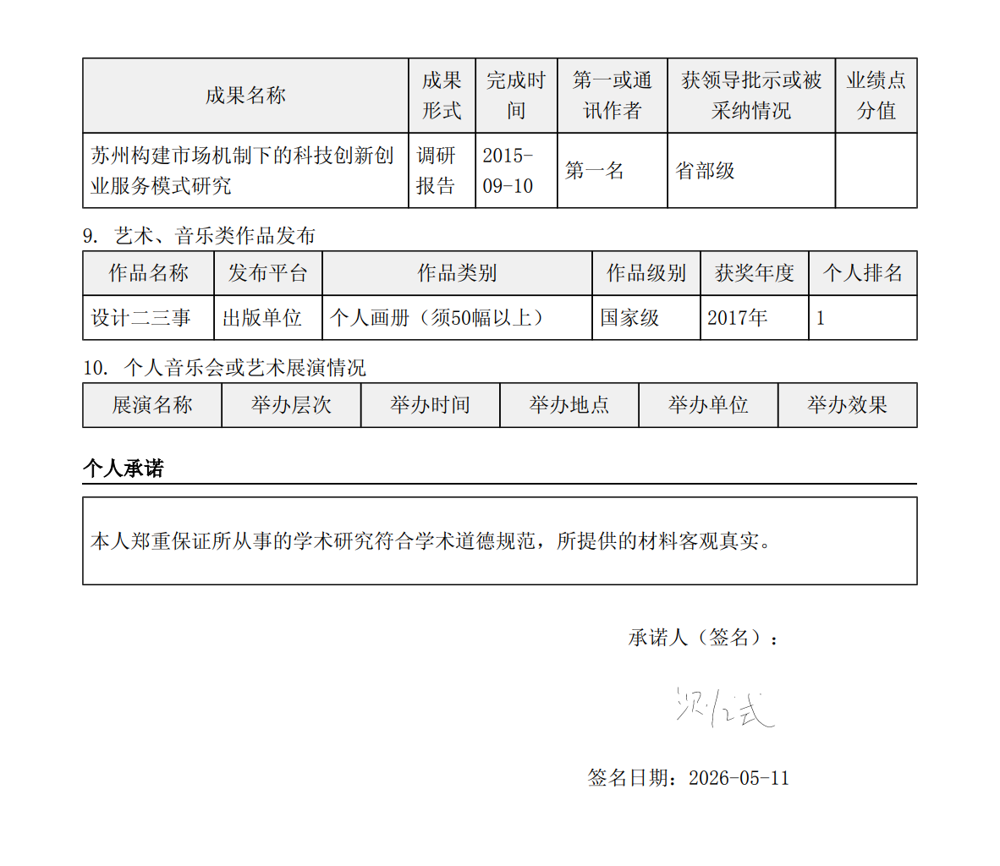 成果名称 成果形式 完成时间 第一或通讯作者 获领导批示或被采纳情况 业绩点分值
苏州构建市场机制下的科技创新创业服务模式研究 调研报告 2015-09-10 第一名 省部级
9. 艺术、音乐类作品发布
作品名称 发布平台 作品类别 作品级别 获奖年度 个人排名
设计二三事 出版单位 个人画册（须50幅以上） 国家级 2017年 1
10. 个人音乐会或艺术展演情况
展演名称 举办层次 举办时间 举办地点 举办单位 举办效果
个人承诺
本人郑重保证所从事的学术研究符合学术道德规范，所提供的材料客观真实。
承诺人（签名）：
签名日期：2026-05-11